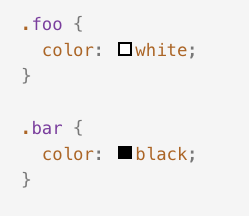 .foo {
  color: white;
}

.bar {
  color: black;
}